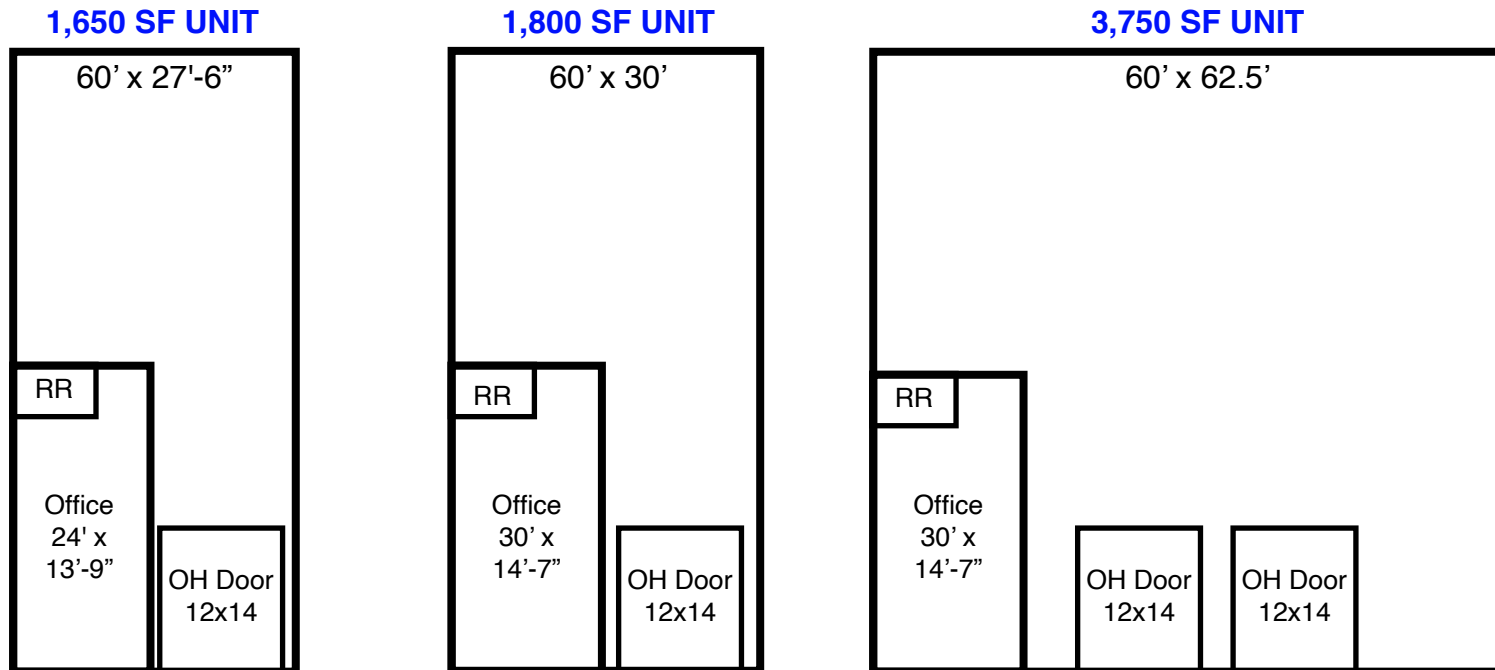 1,650 SF UNIT
60’ x 27'-6”
RR
Office
24' x
13’-9”
OH Door
12x14
1,800 SF UNIT
60’ x 30’
RR
Office
30’ x
14’-7”
OH Door
12x14
3,750 SF UNIT
60’ x 62.5’
RR
Office
30’ x
14’-7”
OH Door
12x14
OH Door
12x14